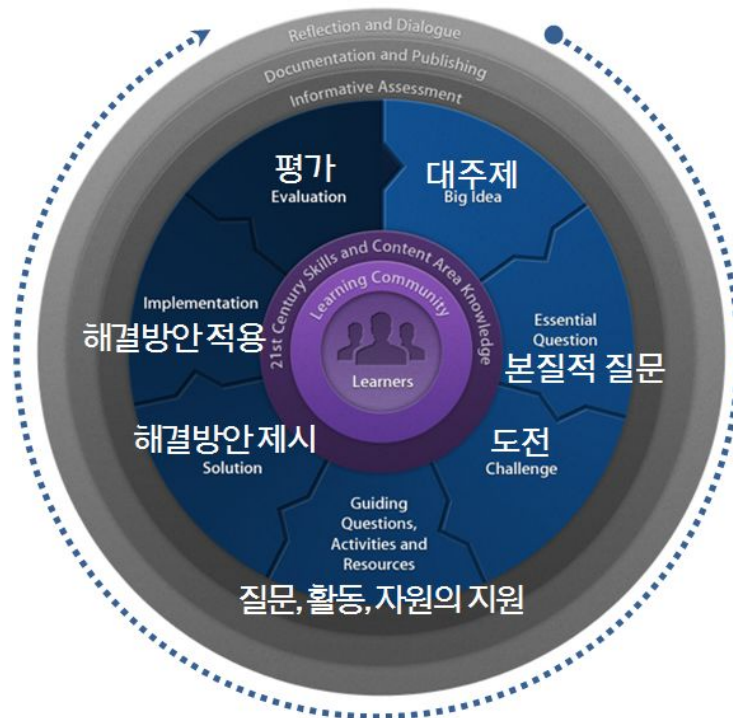 Reflection and Dialogue
Documentation and Publishing
Informative Assessment
평가
Evaluation
대주제
Big Idea
21st Century Skills and Content Area Knowledge
Learning Community
Learners
Implementation
해결방안 적용
Essential
Question
본질적 질문
해결방안 제시
Solution
도전
Challenge
Guiding
Questions,
Activities and
Resources
질문, 활동, 자원의 지원